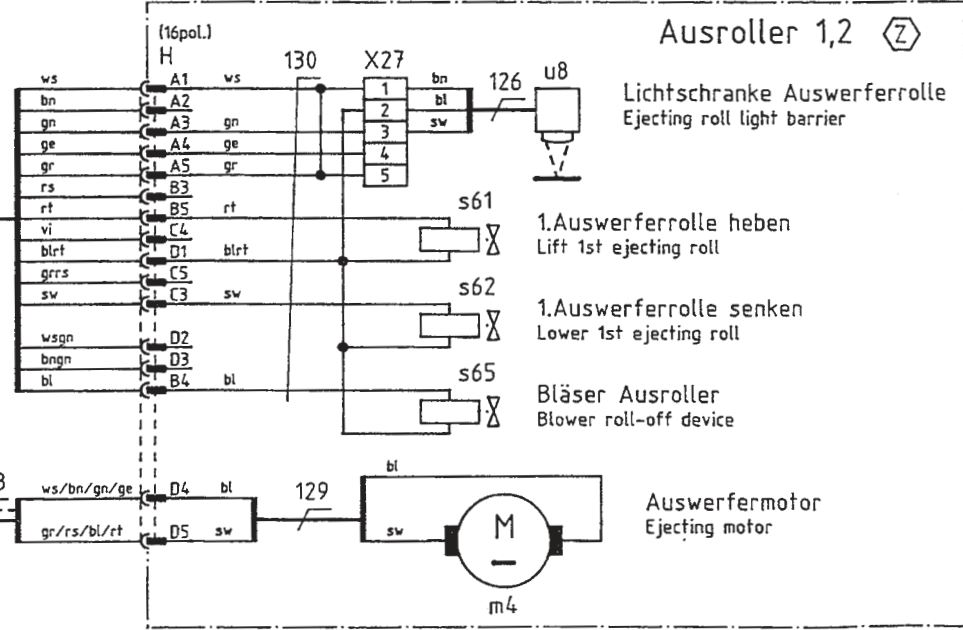 Ausroller 1,2 Z
(16pol.)
H
130 X27 126 u8
ws A1 ws 1 bn
bn A2 2 bl
gn A3 gn 3 sw
ge A4 ge 4
gr A5 gr 5
Lichtschranke Auswerferrolle
Ejecting roll light barrier
rs B3
rt B5 rt s61
vi C4
blrt D1 blrt
1.Auswerferrolle heben
Lift 1st ejecting roll
grrs C5
sw C3 sw s62
1.Auswerferrolle senken
Lower 1st ejecting roll
wsgn D2
bngn D3
bl B4 bl s65
Bläser Ausroller
Blower roll-off device
bl
ws/bn/gn/ge D4 bl 129
gr/rs/bl/rt D5 sw sw M
Auswerfermotor
Ejecting motor
m4